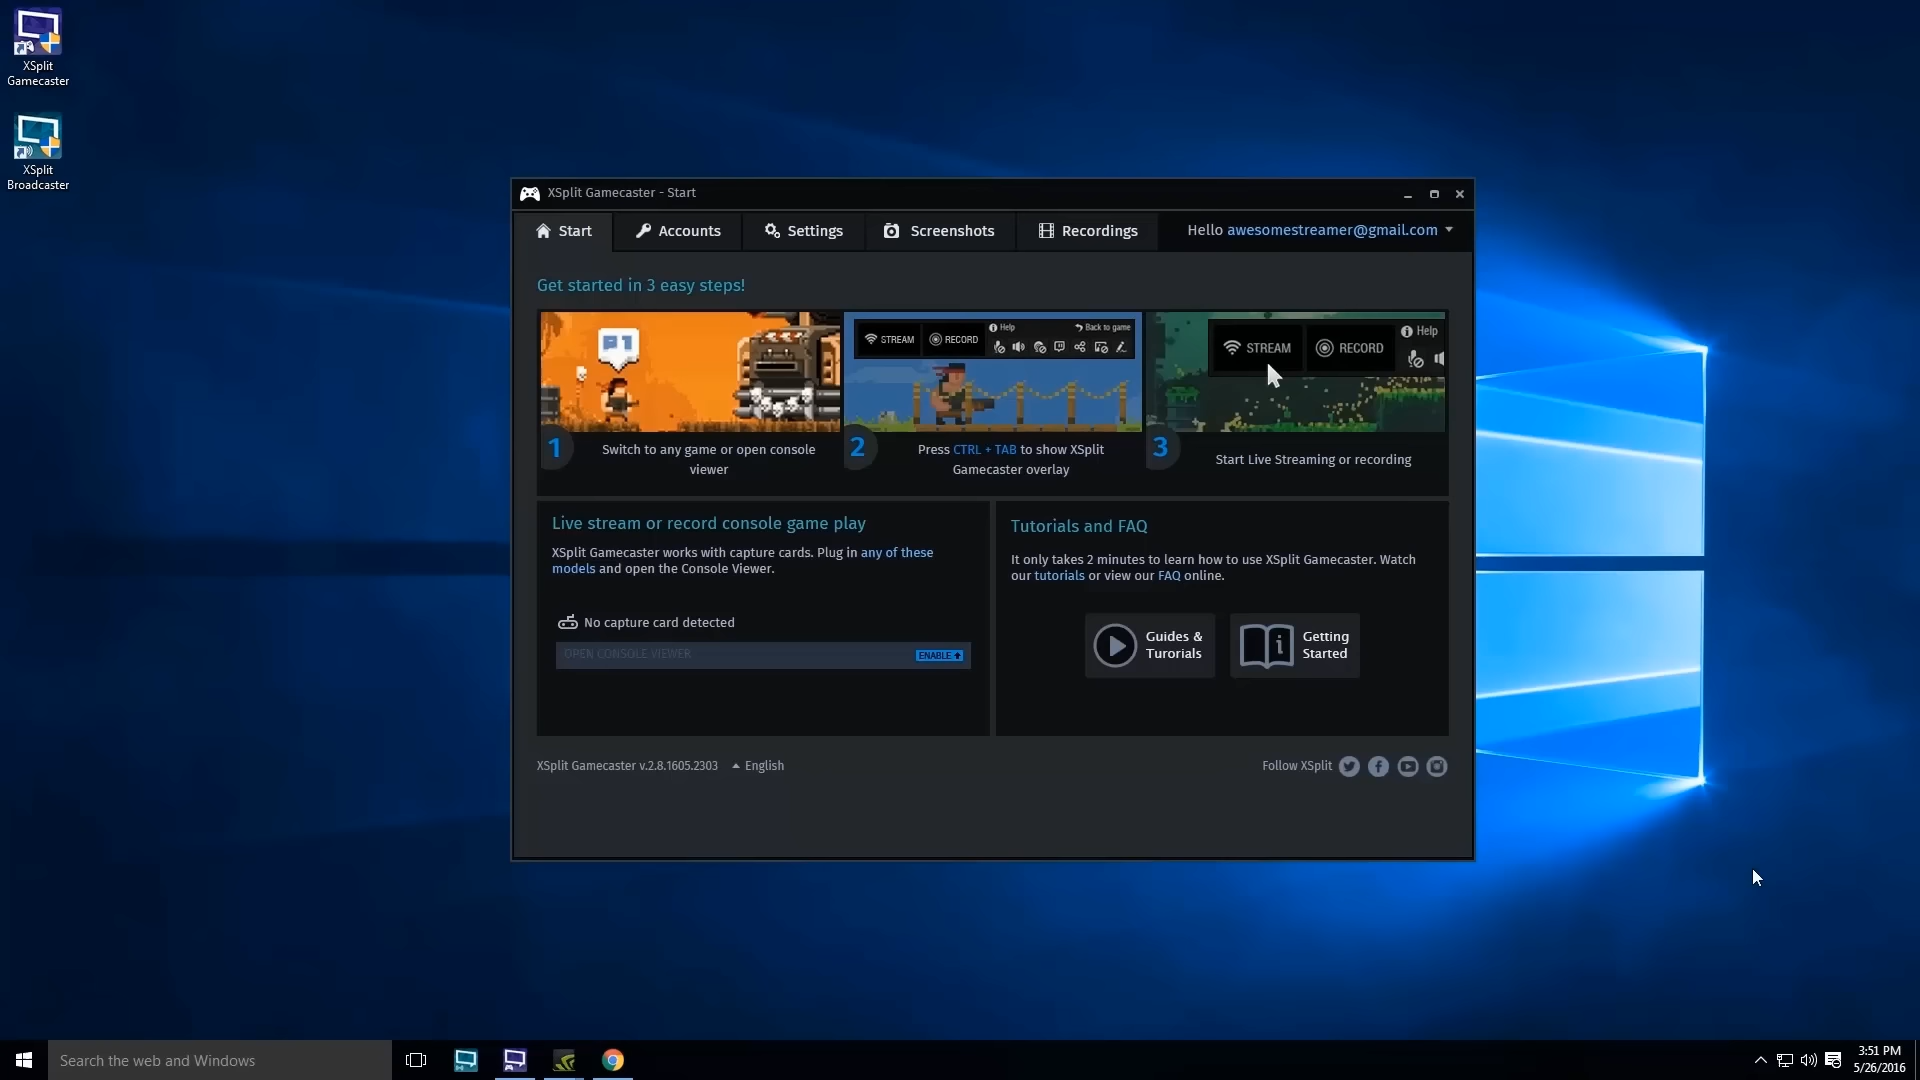 XSplit
Gamecaster
XSplit
Broadcaster
XSplit Gamecaster - Start
Start
Accounts
Settings
Screenshots
Recordings
Hello awesomestreamer@gmail.com
Get started in 3 easy steps!
P1
STREAM
RECORD
Help
Back to game
STREAM
RECORD
Help
1
Switch to any game or open console
viewer
2
Press CTRL + TAB to show XSplit
Gamecaster overlay
3
Start Live Streaming or recording
Live stream or record console game play
XSplit Gamecaster works with capture cards. Plug in any of these
models and open the Console Viewer.
No capture card detected
OPEN CONSOLE VIEWER
ENABLE
Tutorials and FAQ
It only takes 2 minutes to learn how to use XSplit Gamecaster. Watch
our tutorials or view our FAQ online.
Guides &
Turorials
Getting
Started
XSplit Gamecaster v.2.8.1605.2303
English
Follow XSplit
Search the web and Windows
3:51 PM
5/26/2016